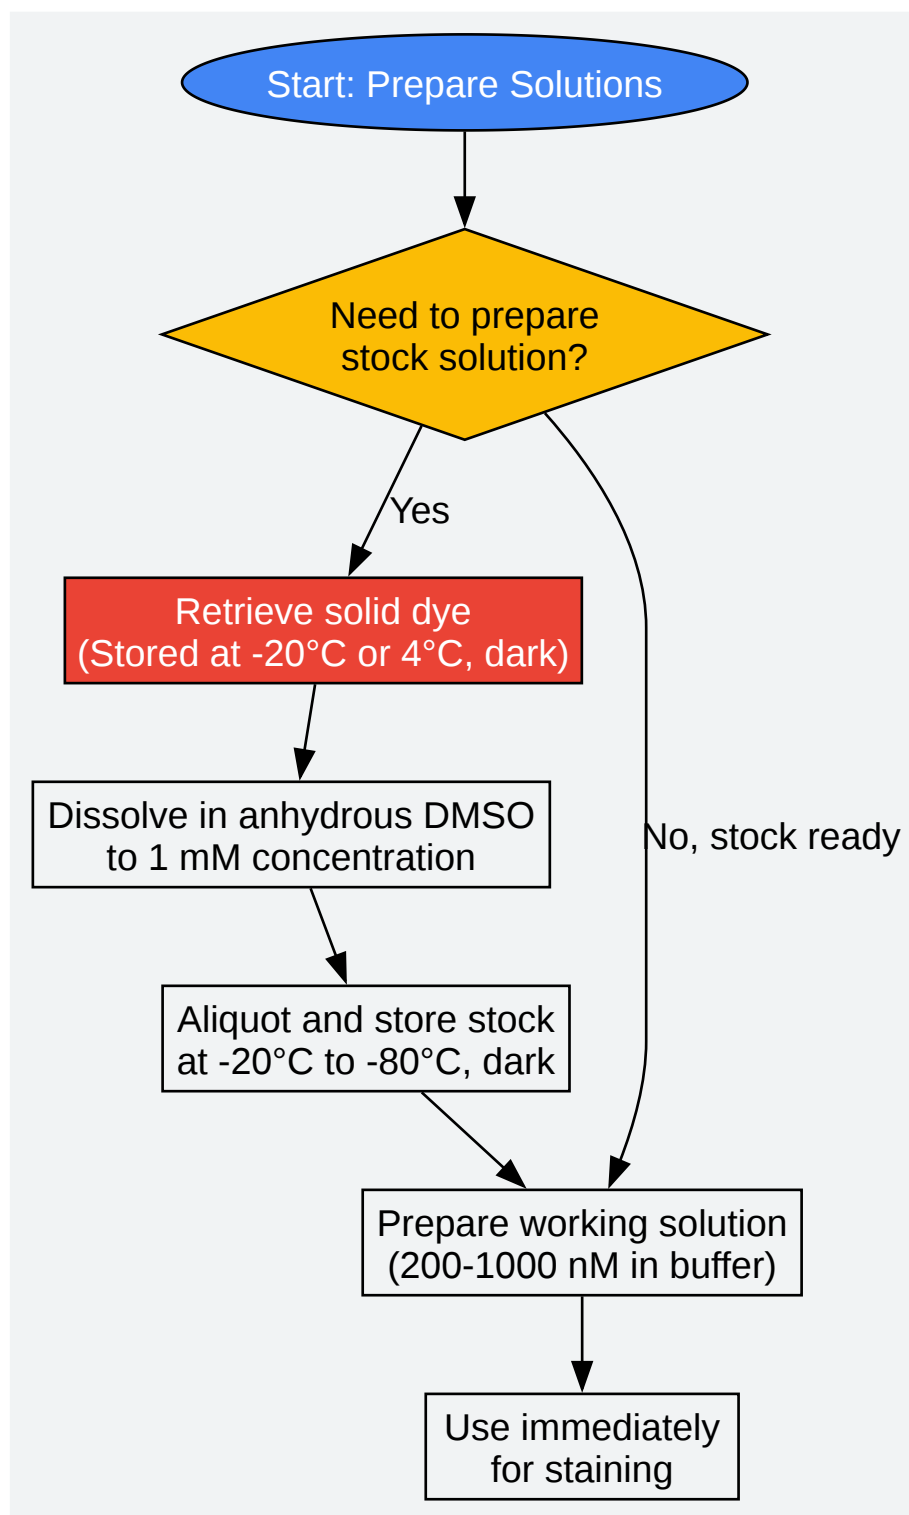 Start: Prepare Solutions
Need to prepare
stock solution?
Yes
Retrieve solid dye
(Stored at -20°C or 4°C, dark)
Dissolve in anhydrous DMSO
to 1 mM concentration
No, stock ready
Aliquot and store stock
at -20°C to -80°C, dark
Prepare working solution
(200-1000 nM in buffer)
Use immediately
for staining